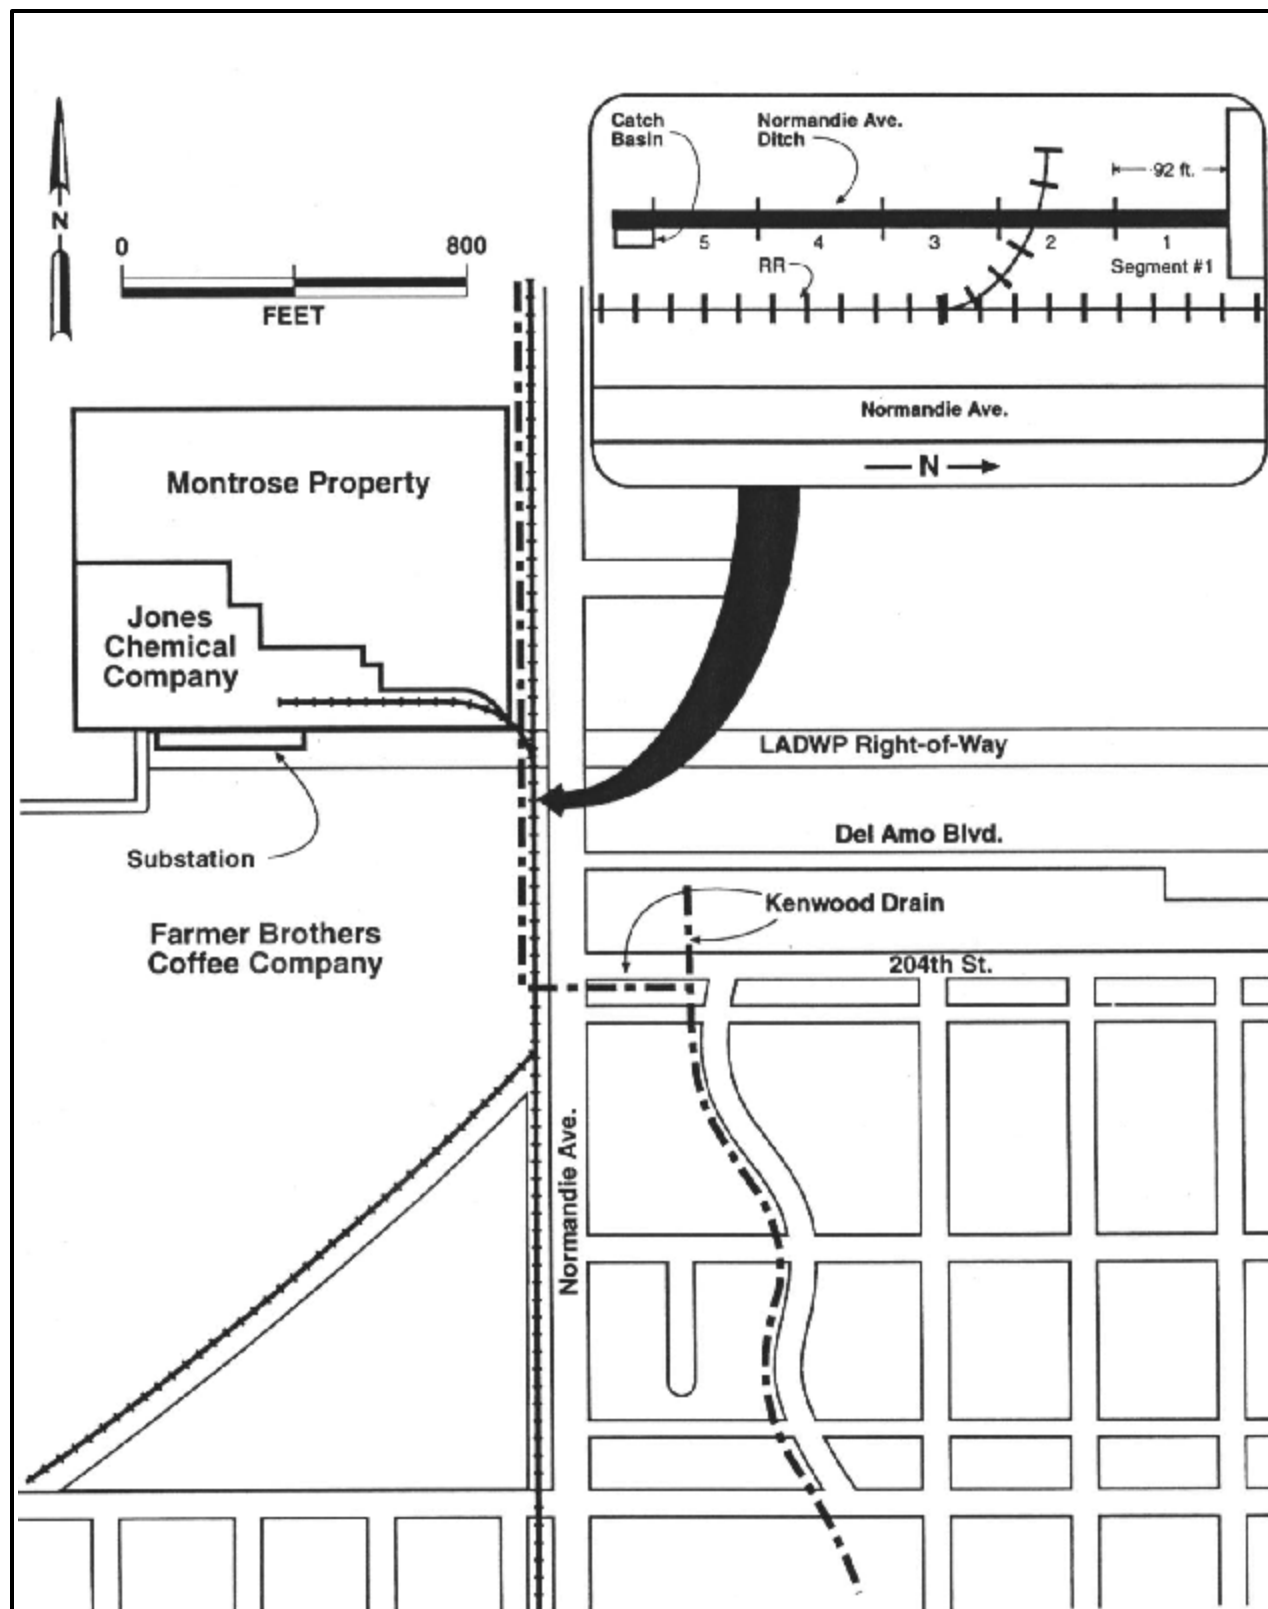 Catch
Basin
Normandie Ave.
Ditch
92 ft.
5
4
3
2
1
RR
Segment #1
Normandie Ave.
N
N
0
800
FEET
Montrose Property
Jones
Chemical
Company
LADWP Right-of-Way
Substation
Del Amo Blvd.
Kenwood Drain
Farmer Brothers
Coffee Company
204th St.
Normandie Ave.